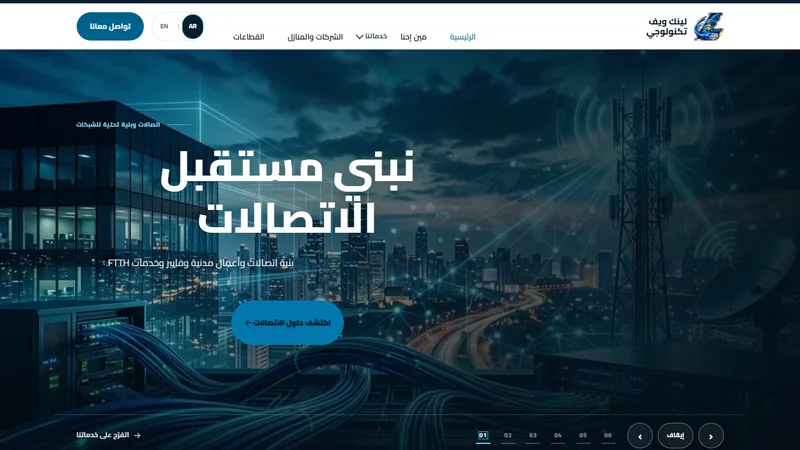 لينك ويف
تكنولوجي
الرئيسية
مين إحنا
خدماتنا
الشركات والمنازل
القطاعات
AR
EN
تواصل معانا
اتصالات وبنية تحتية للشبكات
نبني مستقبل
الاتصالات
بنية اتصالات وأعمال مدنية وفايبر وخدمات FTTH.
اكتشف حلول الاتصالات
إيقاف
06
05
04
03
02
01
اتفرّج على خدماتنا